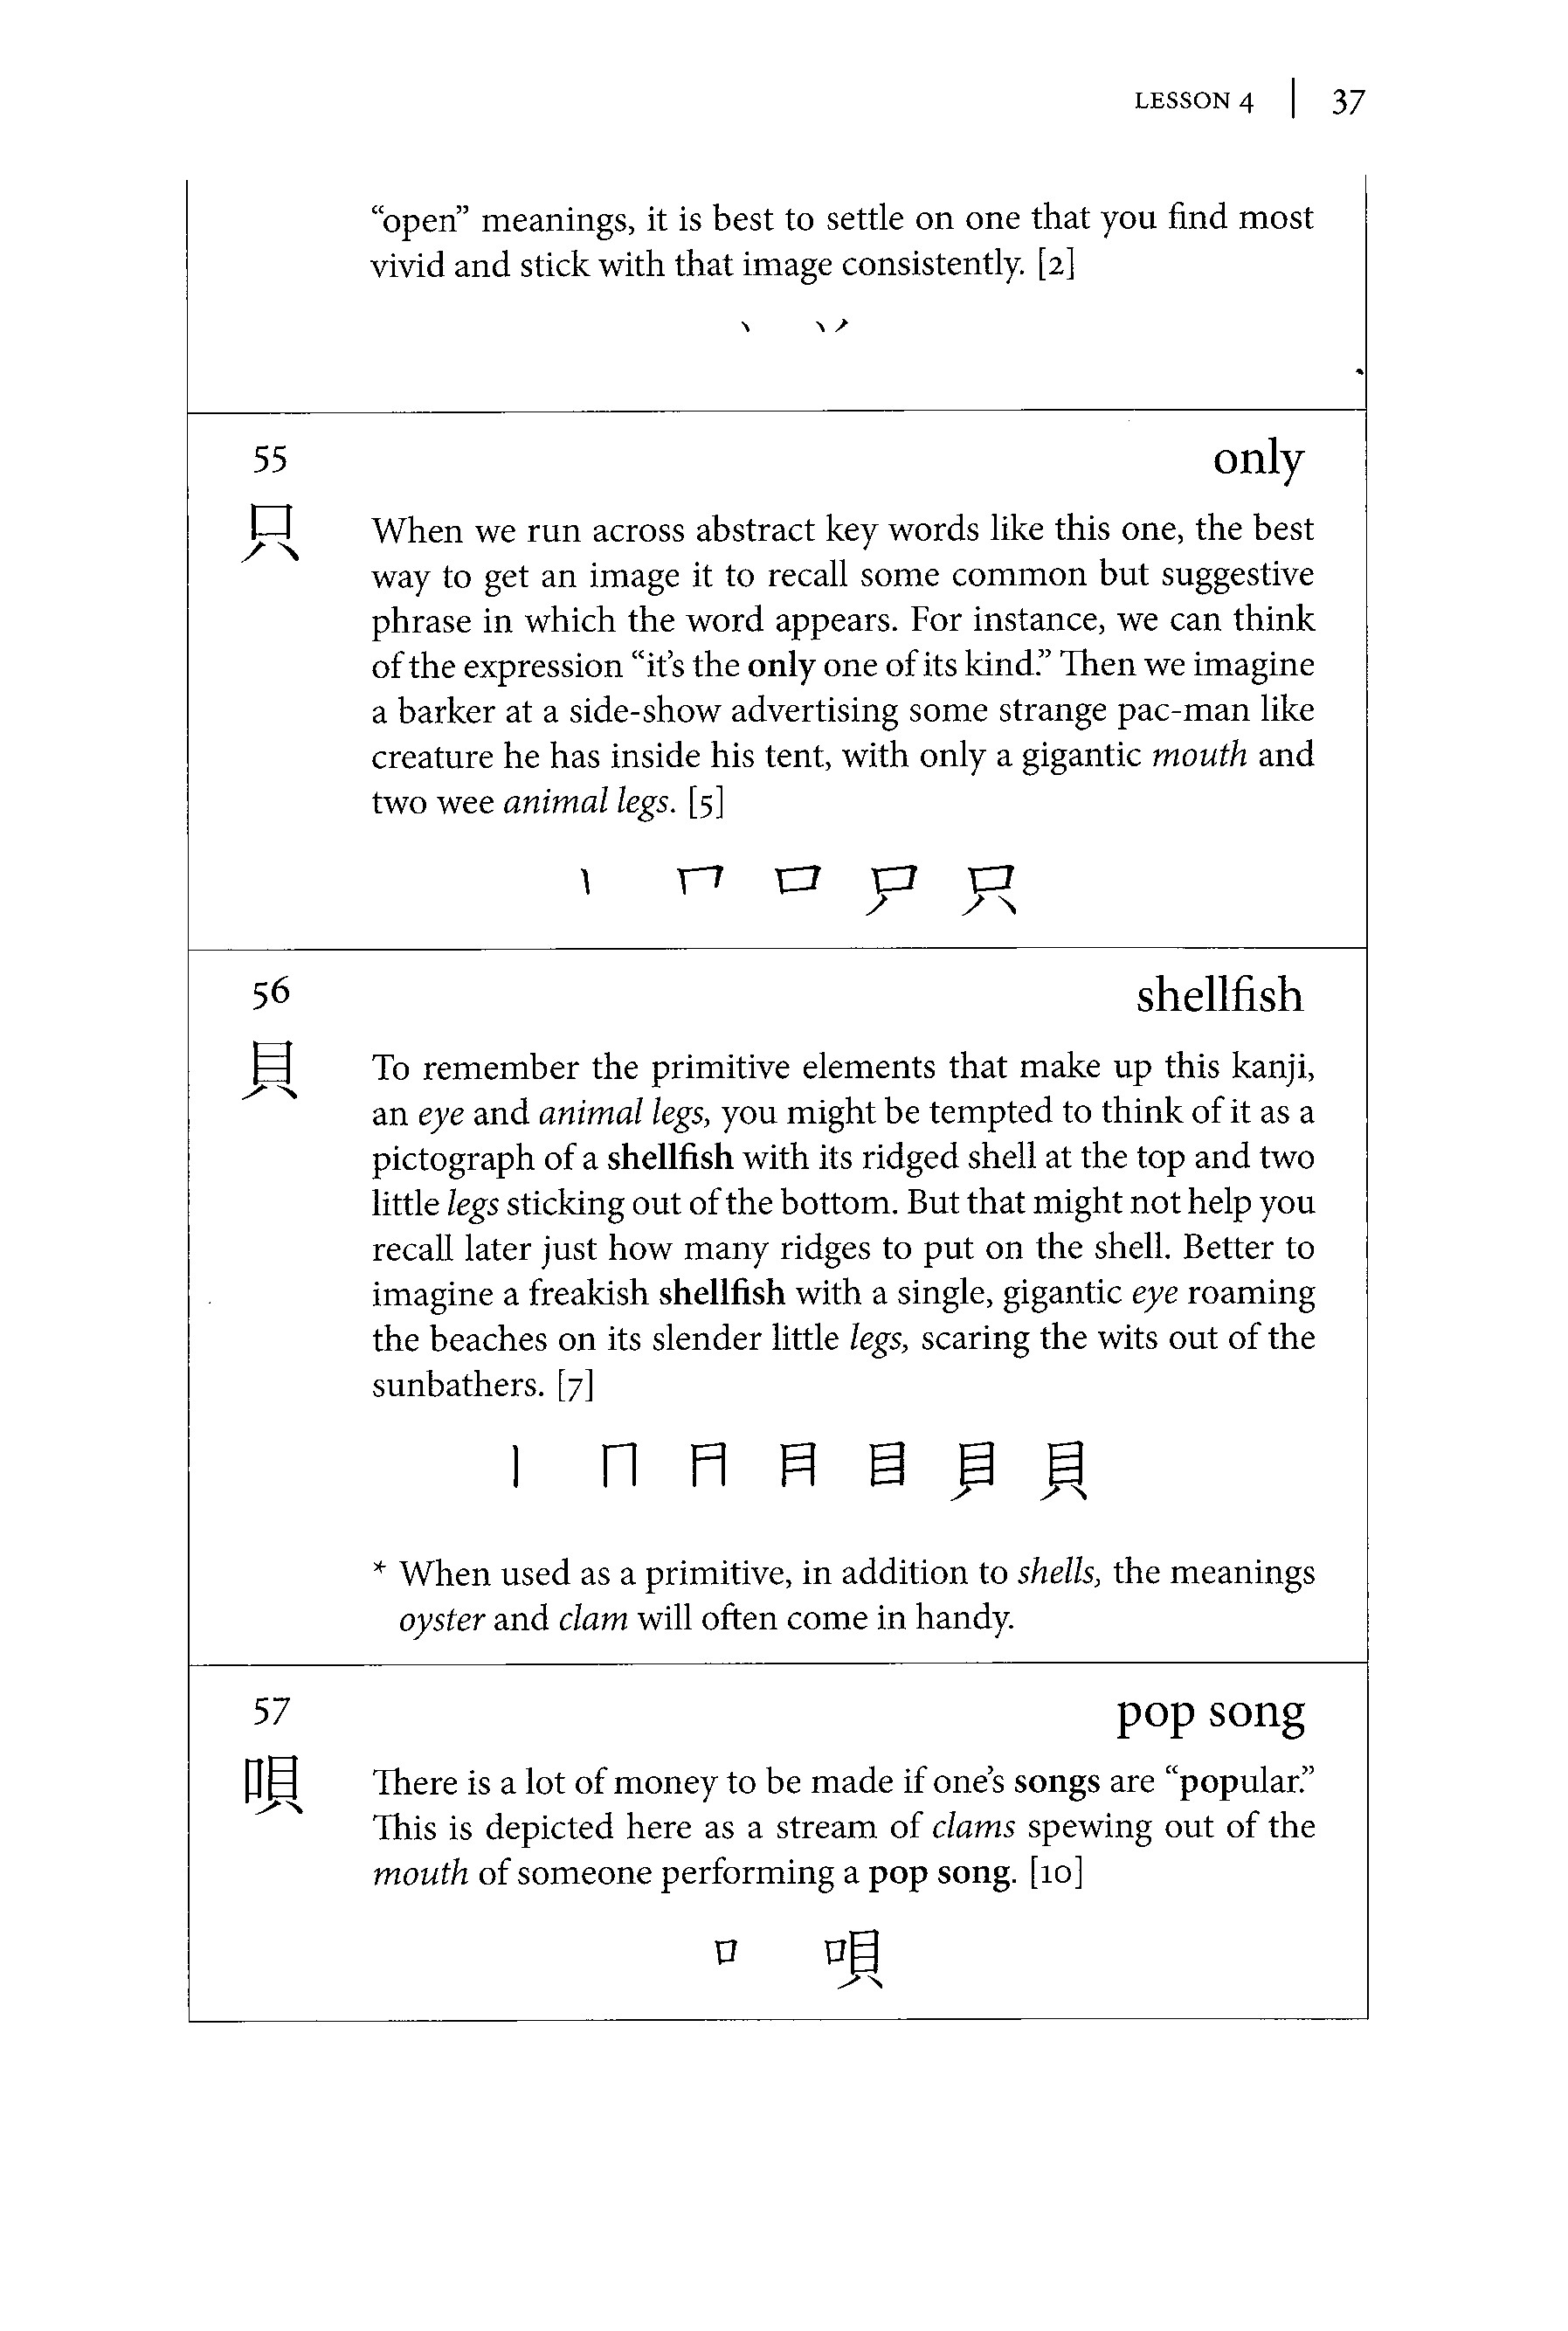 LESSON 4 | 37
“open” meanings, it is best to settle on one that you find most
vivid and stick with that image consistently. [2]
丶 丷
55 only
只
When we run across abstract key words like this one, the best
way to get an image it to recall some common but suggestive
phrase in which the word appears. For instance, we can think
of the expression “it’s the only one of its kind.” Then we imagine
a barker at a side-show advertising some strange pac-man like
creature he has inside his tent, with only a gigantic mouth and
two wee animal legs. [5]
丨 冂 口 尸 只
56 shellfish
貝
To remember the primitive elements that make up this kanji,
an eye and animal legs, you might be tempted to think of it as a
pictograph of a shellfish with its ridged shell at the top and two
little legs sticking out of the bottom. But that might not help you
recall later just how many ridges to put on the shell. Better to
imagine a freakish shellfish with a single, gigantic eye roaming
the beaches on its slender little legs, scaring the wits out of the
sunbathers. [7]
丨 冂 月 目 貝
* When used as a primitive, in addition to shells, the meanings
oyster and clam will often come in handy.
57 pop song
唄
There is a lot of money to be made if one’s songs are “popular.”
This is depicted here as a stream of clams spewing out of the
mouth of someone performing a pop song. [10]
口 唄